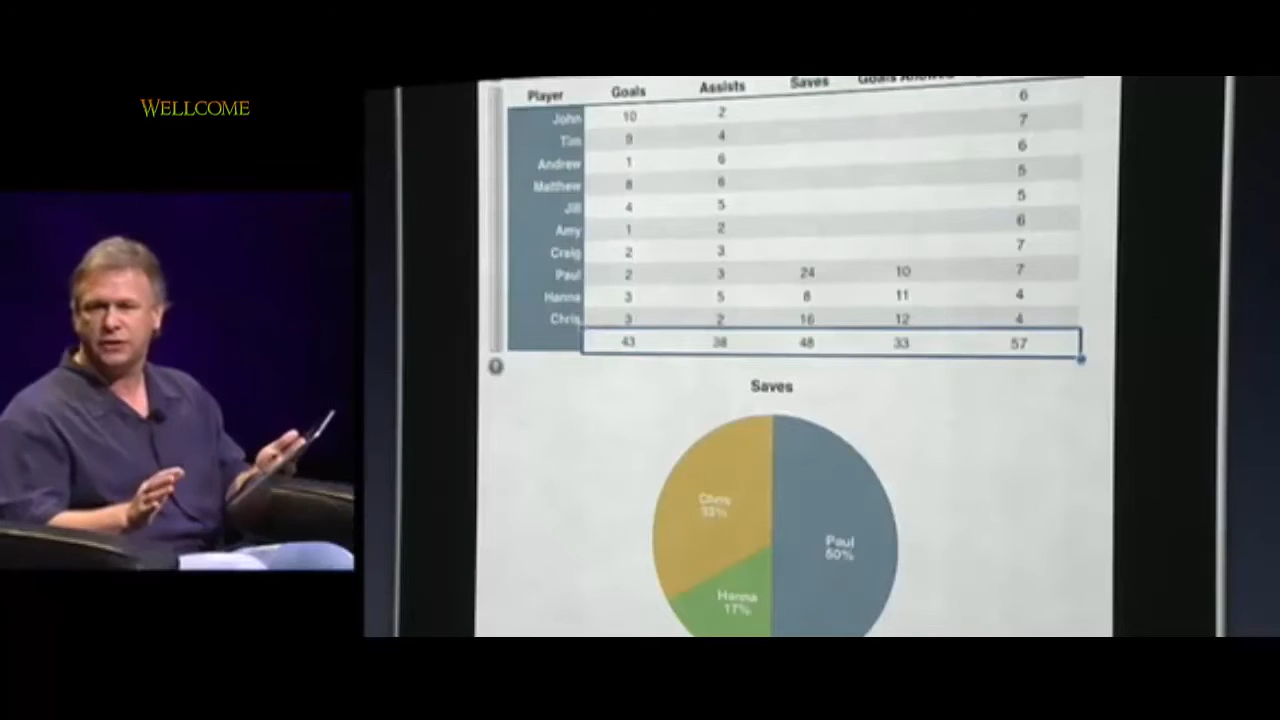 WELLCOME
Player Goals Assists Saves Goals Allowed
John 10 2 6
Tim 9 4 7
Andrew 1 6 6
Matthew 8 6 5
Jill 4 5 5
Amy 1 2 6
Craig 2 3 7
Paul 2 3 24 10 7
Hanna 3 5 8 11 4
Chris 3 2 16 12 4
43 38 48 33 57
Saves
Chris
33%
Paul
50%
Hanna
17%